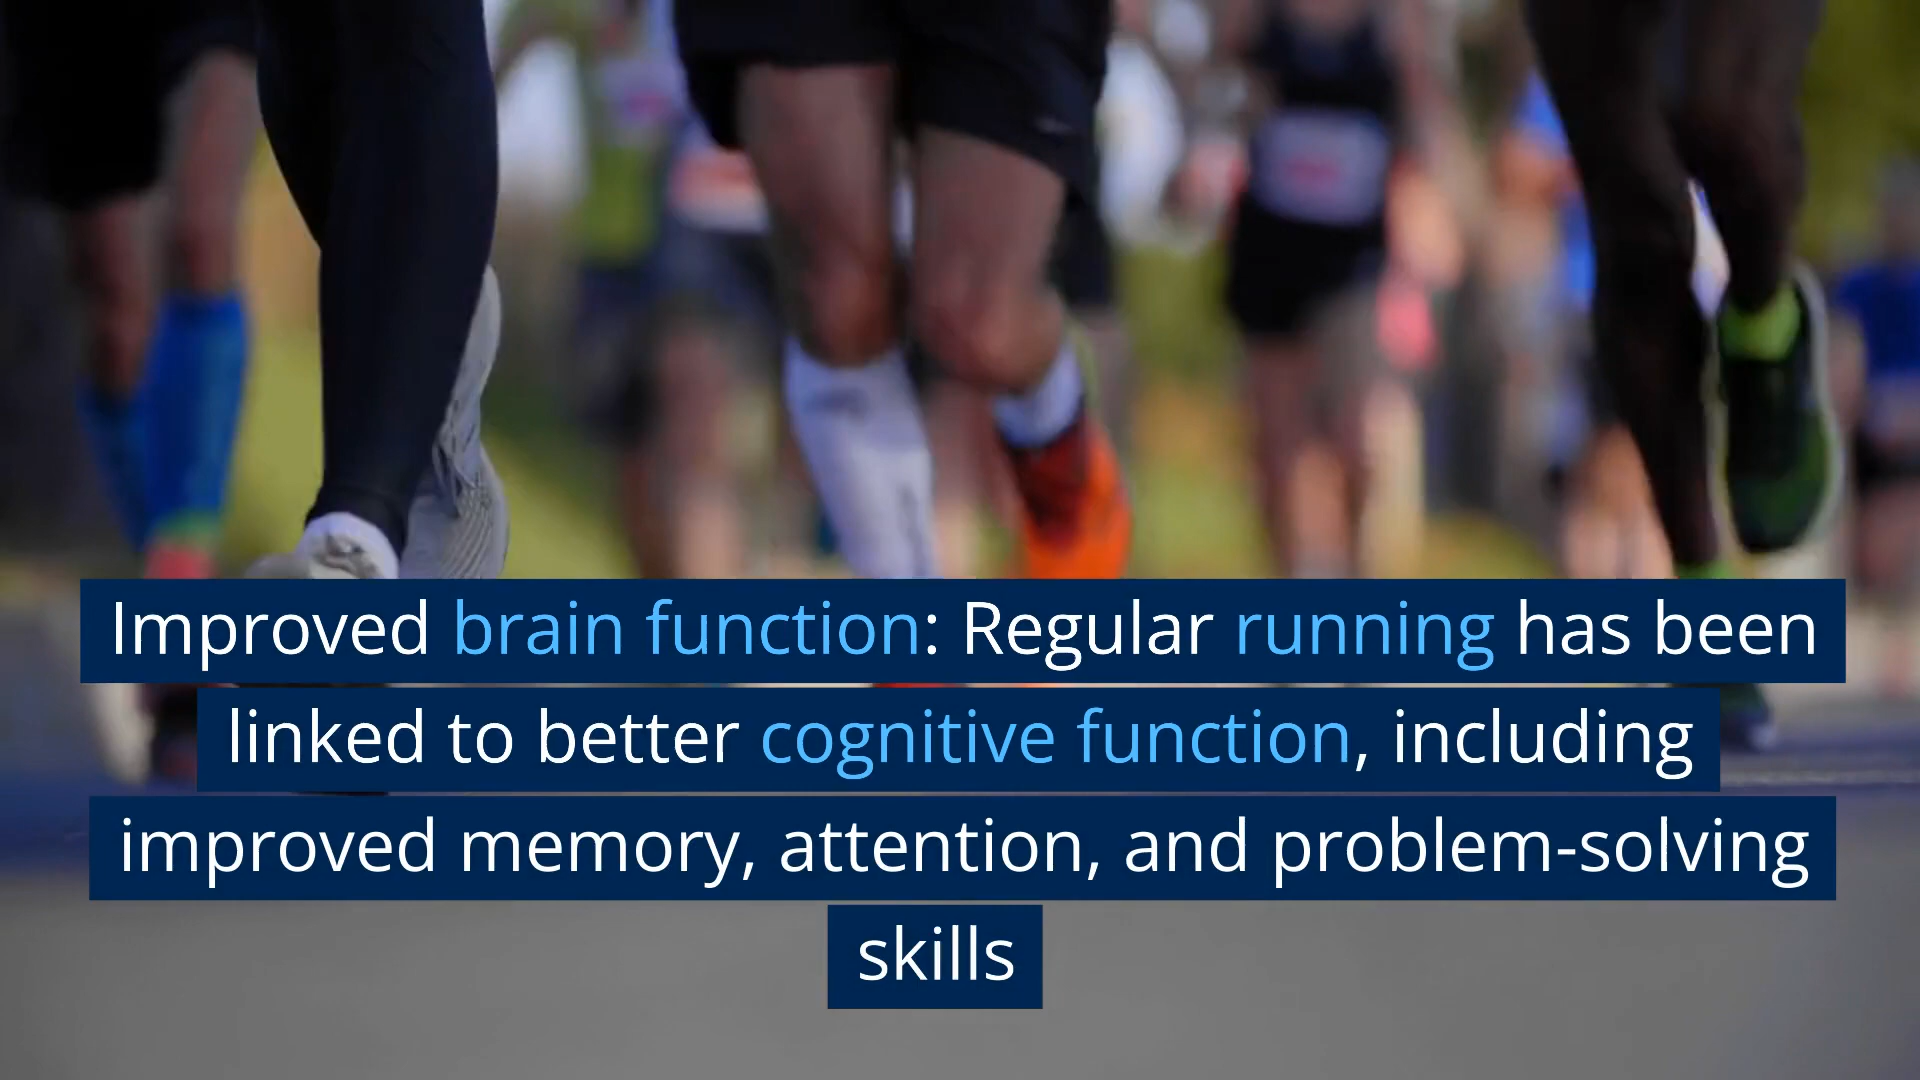 Improved brain function: Regular running has been
linked to better cognitive function, including
improved memory, attention, and problem-solving
skills